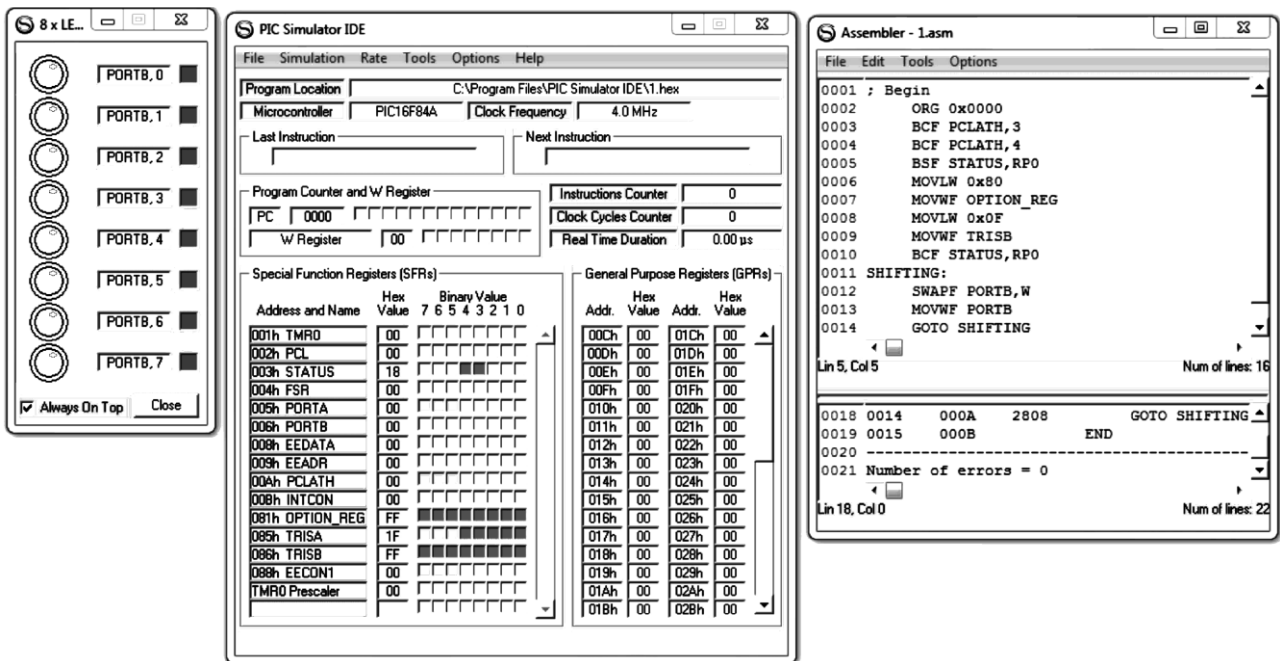 8 x LE...
PORTB, 0
PORTB, 1
PORTB, 2
PORTB, 3
PORTB, 4
PORTB, 5
PORTB, 6
PORTB, 7
Always On Top Close
PIC Simulator IDE
File Simulation Rate Tools Options Help
Program Location C:\Program Files\PIC Simulator IDE\1.hex
Microcontroller PIC16F84A Clock Frequency 4.0 MHz
Last Instruction Next Instruction
Program Counter and W Register
PC 0000
W Register 00
Instructions Counter 0
Clock Cycles Counter 0
Real Time Duration 0.00 µs
Special Function Registers (SFRs)
Hex Binary Value
Address and Name Value 7 6 5 4 3 2 1 0
001h TMR0 00
002h PCL 00
003h STATUS 18
004h FSR 00
005h PORTA 00
006h PORTB 00
008h EEDATA 00
009h EEADR 00
00Ah PCLATH 00
00Bh INTCON 00
081h OPTION_REG FF
085h TRISA 1F
086h TRISB FF
088h EECON1 00
TMR0 Prescaler 00
General Purpose Registers (GPRs)
Hex Hex
Addr. Value Addr. Value
00Ch 00 01Ch 00
00Dh 00 01Dh 00
00Eh 00 01Eh 00
00Fh 00 01Fh 00
010h 00 020h 00
011h 00 021h 00
012h 00 022h 00
013h 00 023h 00
014h 00 024h 00
015h 00 025h 00
016h 00 026h 00
017h 00 027h 00
018h 00 028h 00
019h 00 029h 00
01Ah 00 02Ah 00
01Bh 00 02Bh 00
Assembler - 1.asm
File Edit Tools Options
0001 ; Begin
0002 ORG 0x0000
0003 BCF PCLATH,3
0004 BCF PCLATH,4
0005 BSF STATUS,RP0
0006 MOVLW 0x80
0007 MOVWF OPTION_REG
0008 MOVLW 0x0F
0009 MOVWF TRISB
0010 BCF STATUS,RP0
0011 SHIFTING:
0012 SWAPF PORTB,W
0013 MOVWF PORTB
0014 GOTO SHIFTING
Lin 5, Col 5 Num of lines: 16
0018 0014 000A 2808 GOTO SHIFTING
0019 0015 000B END
0020 ------------------------------------------------
0021 Number of errors = 0
Lin 18, Col 0 Num of lines: 22